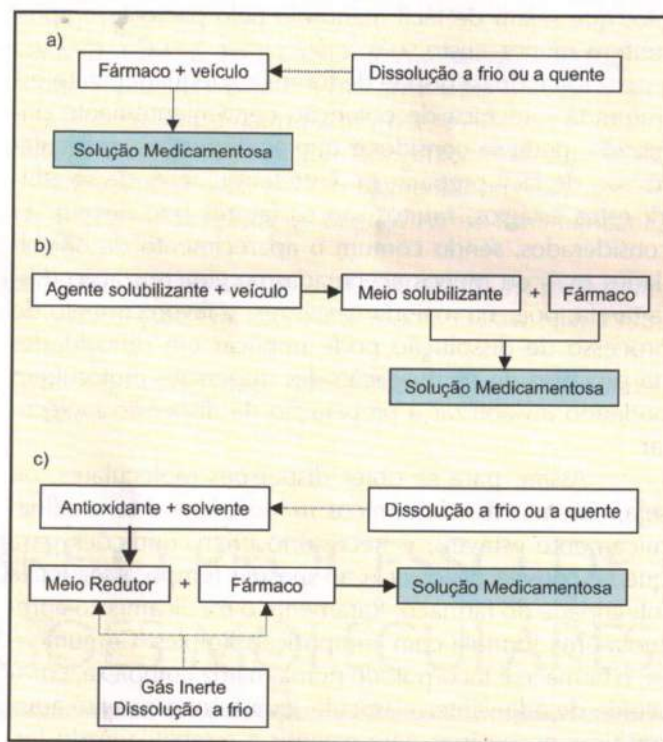 a)
Fármaco + veículo
Dissolução a frio ou a quente
Solução Medicamentosa
b)
Agente solubilizante + veículo
Meio solubilizante + Fármaco
Solução Medicamentosa
c)
Antioxidante + solvente
Dissolução a frio ou a quente
Meio Redutor + Fármaco
Solução Medicamentosa
Gás Inerte
Dissolução a frio